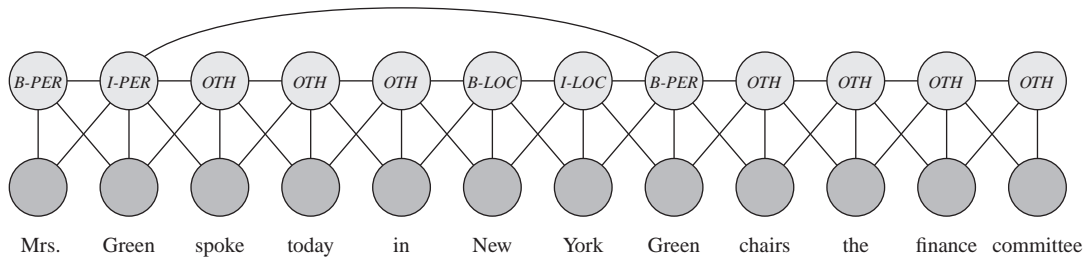 B-PER I-PER OTH OTH OTH B-LOC I-LOC B-PER OTH OTH OTH OTH
Mrs. Green spoke today in New York Green chairs the finance committee